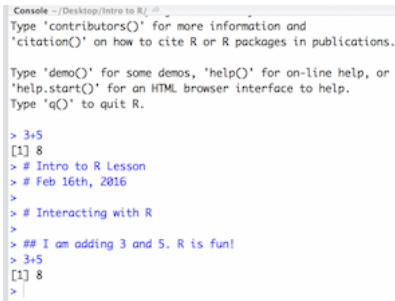 Console ~/Desktop/Intro to R/
Type 'contributors()' for more information and
'citation()' on how to cite R or R packages in publications.
Type 'demo()' for some demos, 'help()' for on-line help, or
'help.start()' for an HTML browser interface to help.
Type 'q()' to quit R.
> 3+5
[1] 8
> # Intro to R Lesson
> # Feb 16th, 2016
>
> # Interacting with R
>
> ## I am adding 3 and 5. R is fun!
> 3+5
[1] 8
>